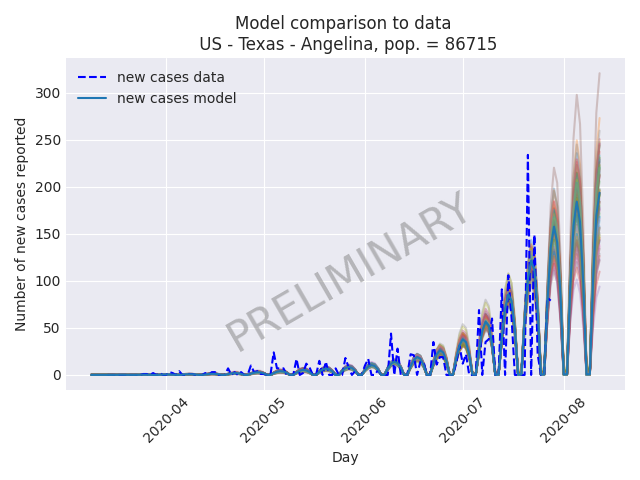 Model comparison to data
US - Texas - Angelina, pop. = 86715
new cases data
new cases model
PRELIMINARY
Number of new cases reported
300
250
200
150
100
50
0
2020-04
2020-05
2020-06
2020-07
2020-08
Day